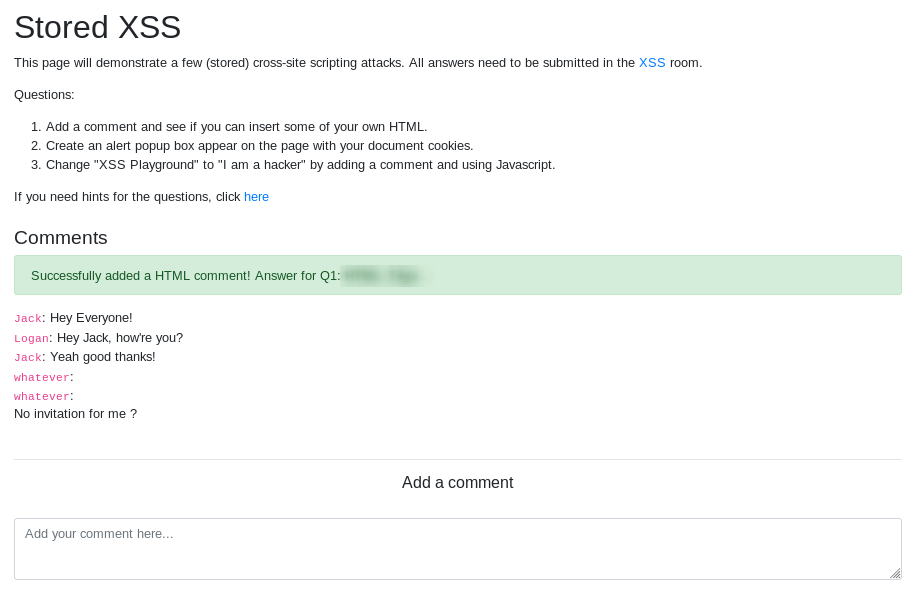 Stored XSS
This page will demonstrate a few (stored) cross-site scripting attacks. All answers need to be submitted in the XSS room.
Questions:
1. Add a comment and see if you can insert some of your own HTML.
2. Create an alert popup box appear on the page with your document cookies.
3. Change "XSS Playground" to "I am a hacker" by adding a comment and using Javascript.
If you need hints for the questions, click here
Comments
Successfully added a HTML comment! Answer for Q1:
Jack: Hey Everyone!
Logan: Hey Jack, how're you?
Jack: Yeah good thanks!
whatever:
whatever:
No invitation for me ?
Add a comment
Add your comment here...